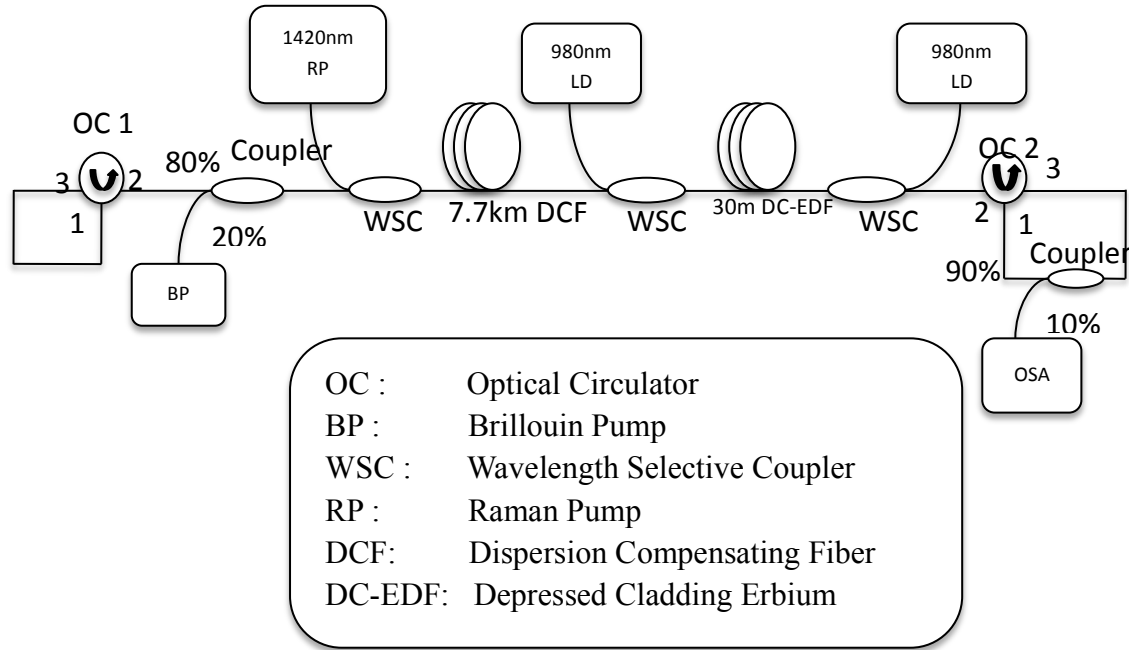 1420nm
RP
980nm
LD
980nm
LD
OC 1
80%
Coupler
3
2
1
20%
WSC
7.7km DCF
WSC
30m DC-EDF
WSC
OC 2
3
2
1
BP
90%
Coupler
10%
OSA
OC : Optical Circulator
BP : Brillouin Pump
WSC : Wavelength Selective Coupler
RP : Raman Pump
DCF: Dispersion Compensating Fiber
DC-EDF: Depressed Cladding Erbium